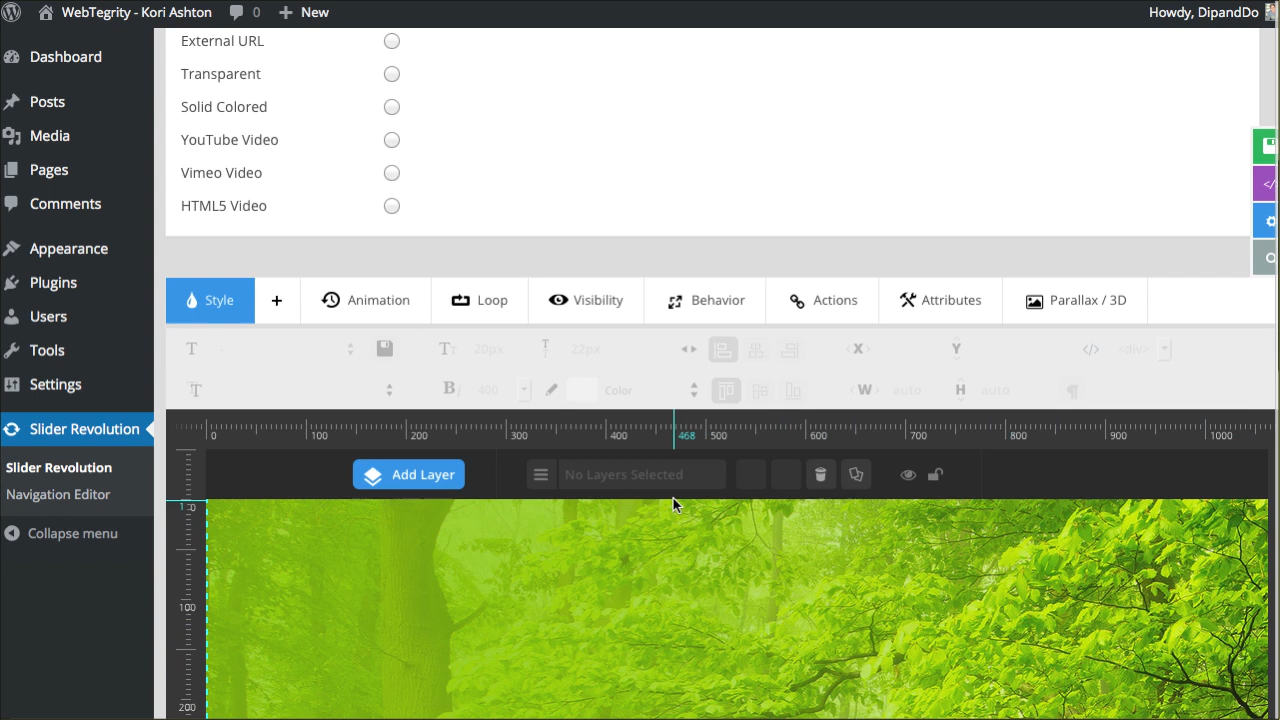 WebTegrity - Kori Ashton 0 New Howdy, DipandDo
Dashboard
Posts
Media
Pages
Comments
Appearance
Plugins
Users
Tools
Settings
Slider Revolution
Slider Revolution
Navigation Editor
Collapse menu
External URL
Transparent
Solid Colored
YouTube Video
Vimeo Video
HTML5 Video
Style + Animation Loop Visibility Behavior Actions Attributes Parallax / 3D
20px 22px X Y </> <div>
400 Color W auto H auto
0 100 200 300 400 468 500 600 700 800 900 1000
Add Layer No Layers Selected
0
100
200